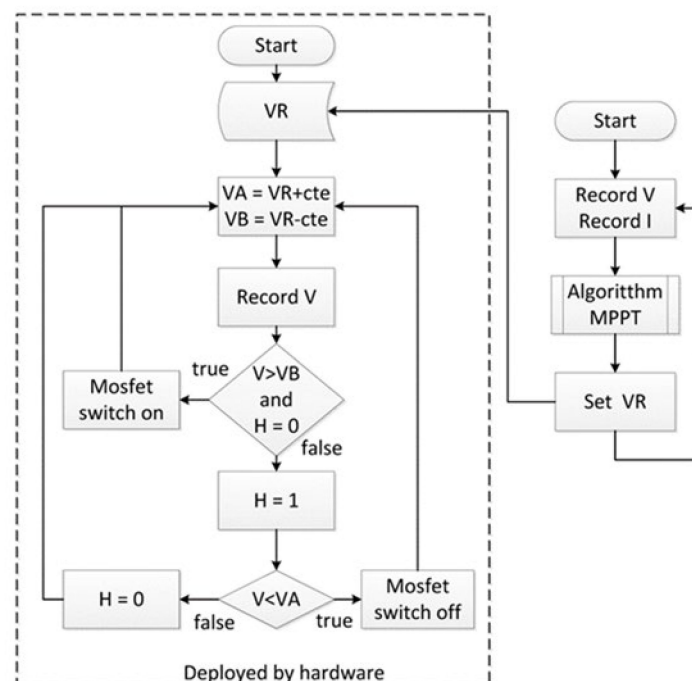 Start
VR
VA = VR+cte
VB = VR-cte
Record V
true
V>VB
and
H = 0
false
Mosfet
switch on
H = 1
V<VA
false
true
H = 0
Mosfet
switch off
Deployed by hardware
Start
Record V
Record I
Algoritthm
MPPT
Set VR